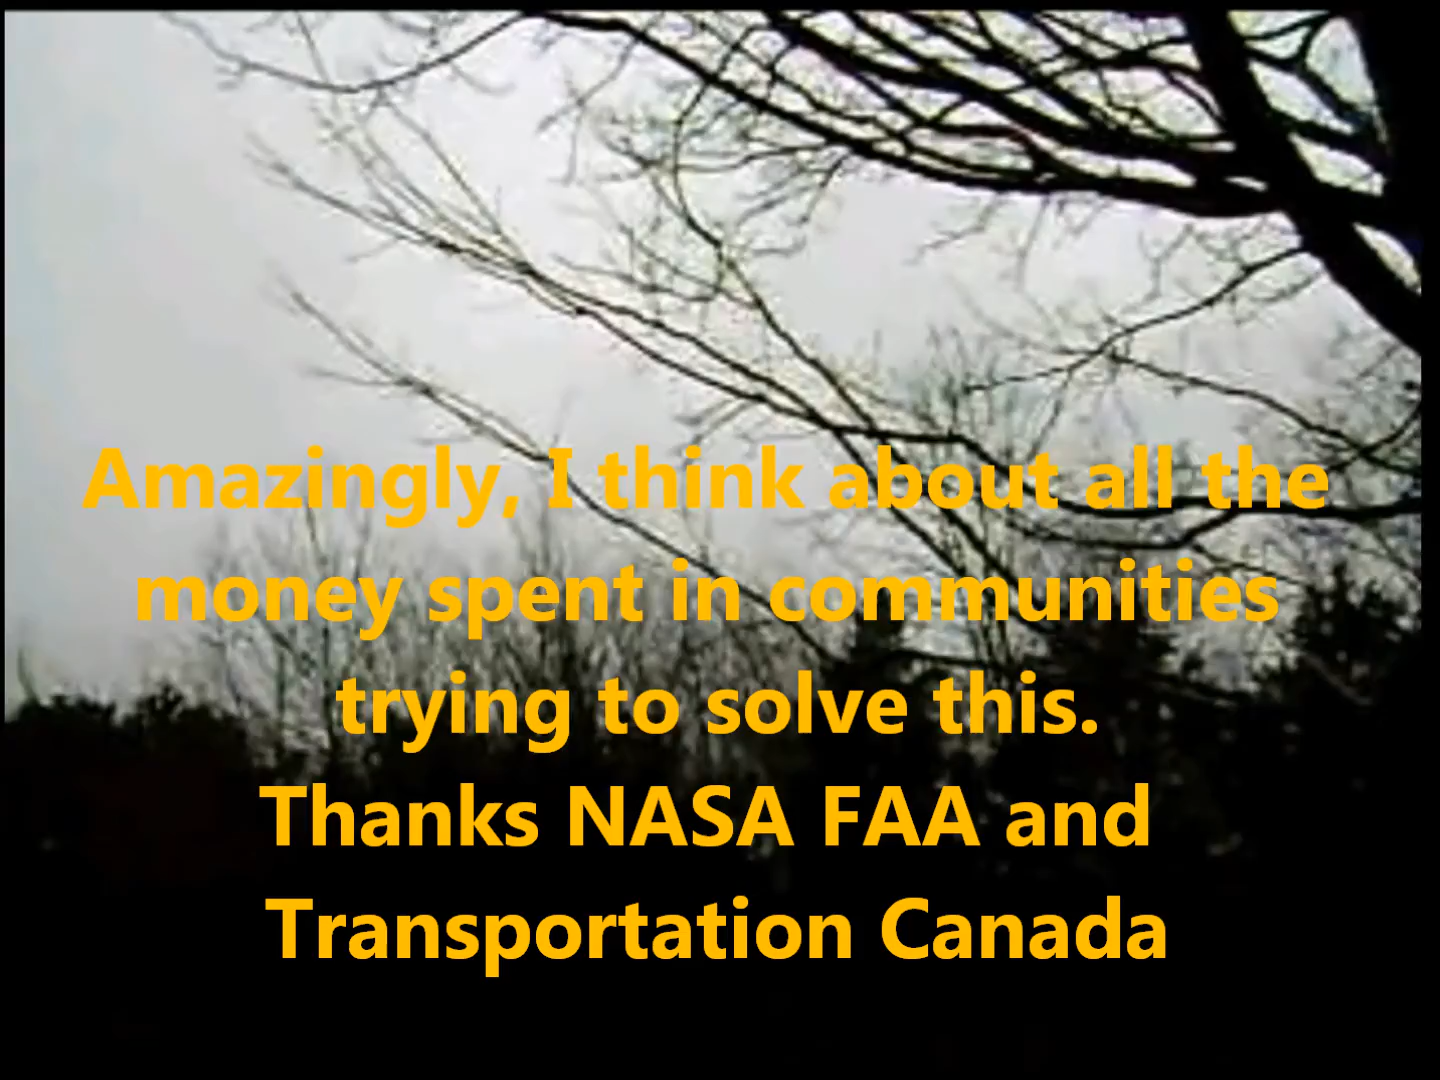 Amazingly, I think about all the
money spent in communities
trying to solve this.
Thanks NASA FAA and
Transportation Canada